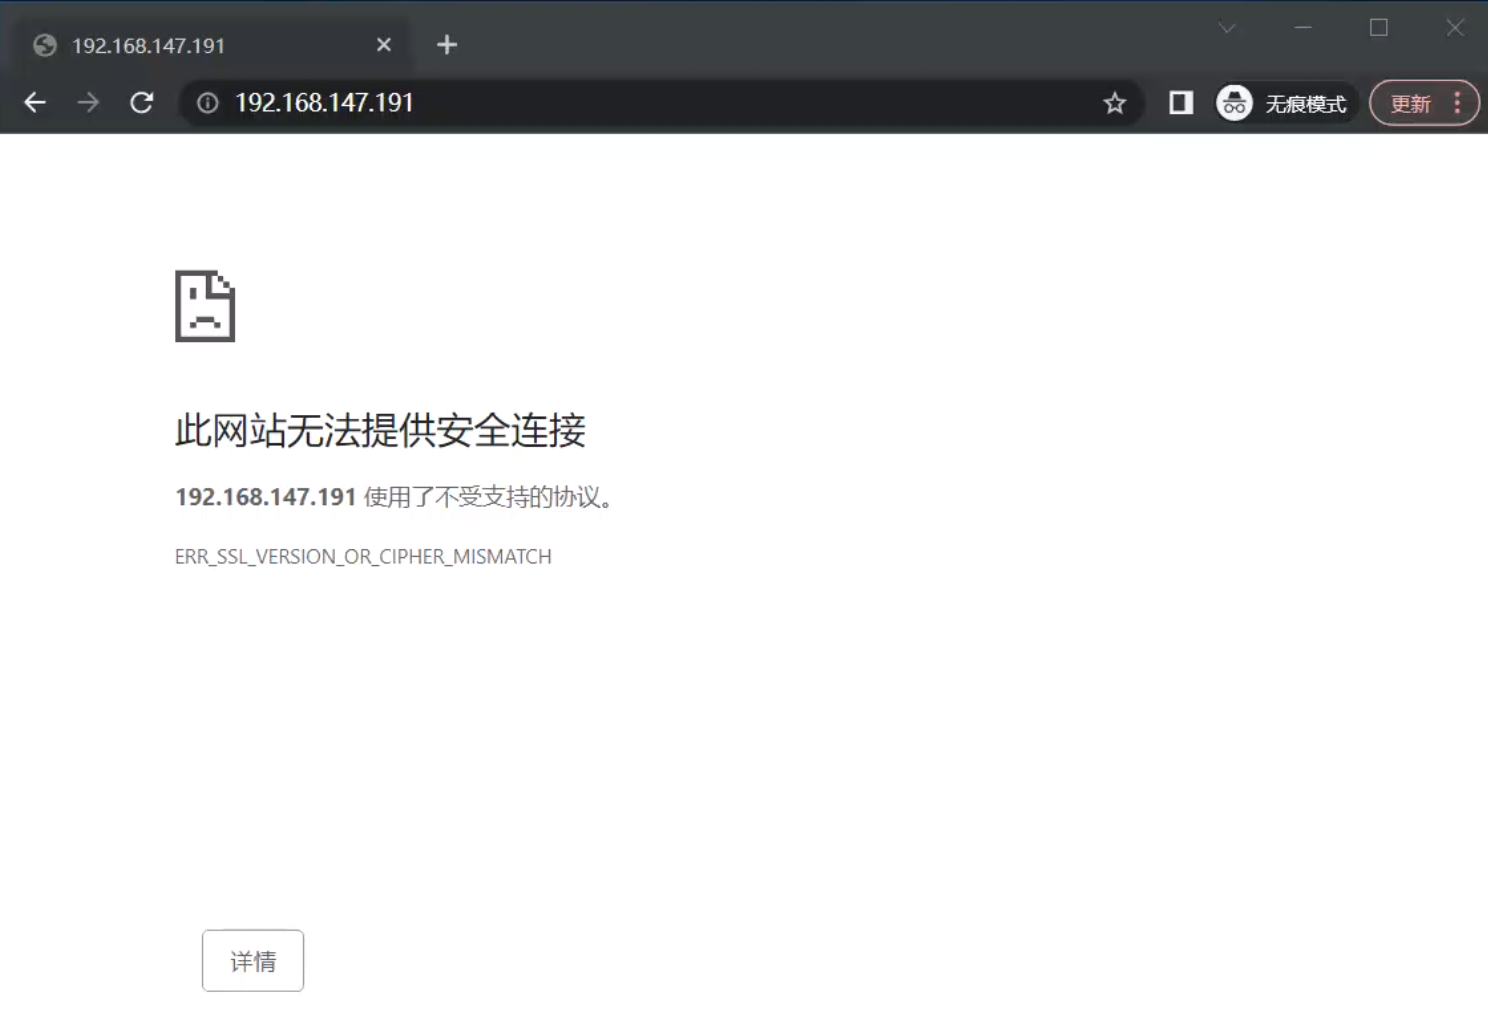 192.168.147.191
192.168.147.191 无痕模式 更新
此网站无法提供安全连接
192.168.147.191 使用了不受支持的协议。
ERR_SSL_VERSION_OR_CIPHER_MISMATCH
详情